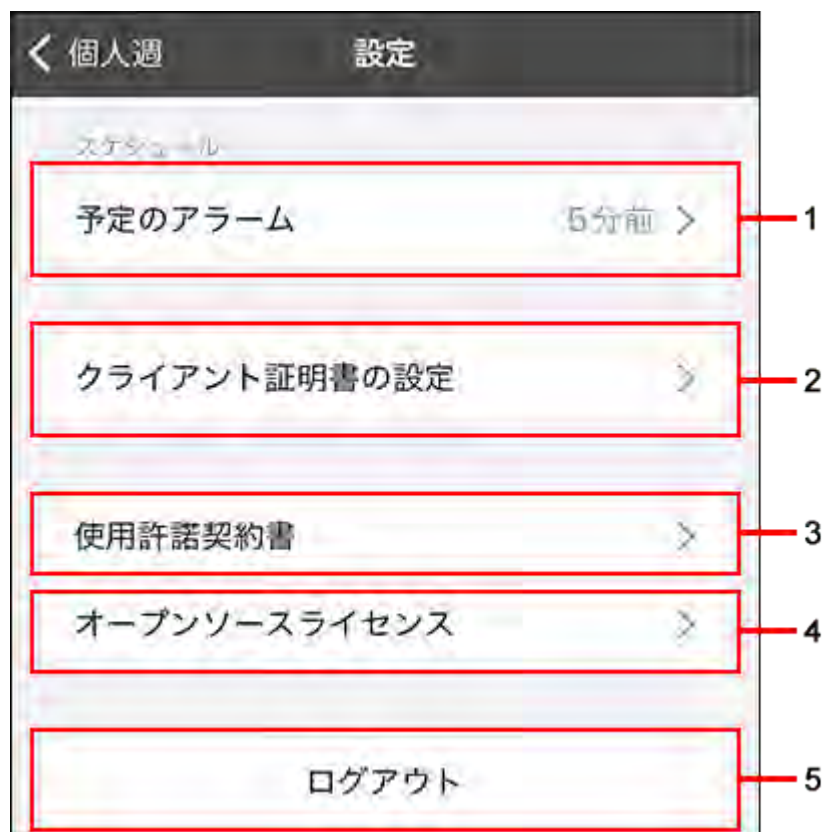 個人週 設定
スケジュール
予定のアラーム 5分前 1
クライアント証明書の設定 2
使用許諾契約書 3
オープンソースライセンス 4
ログアウト 5